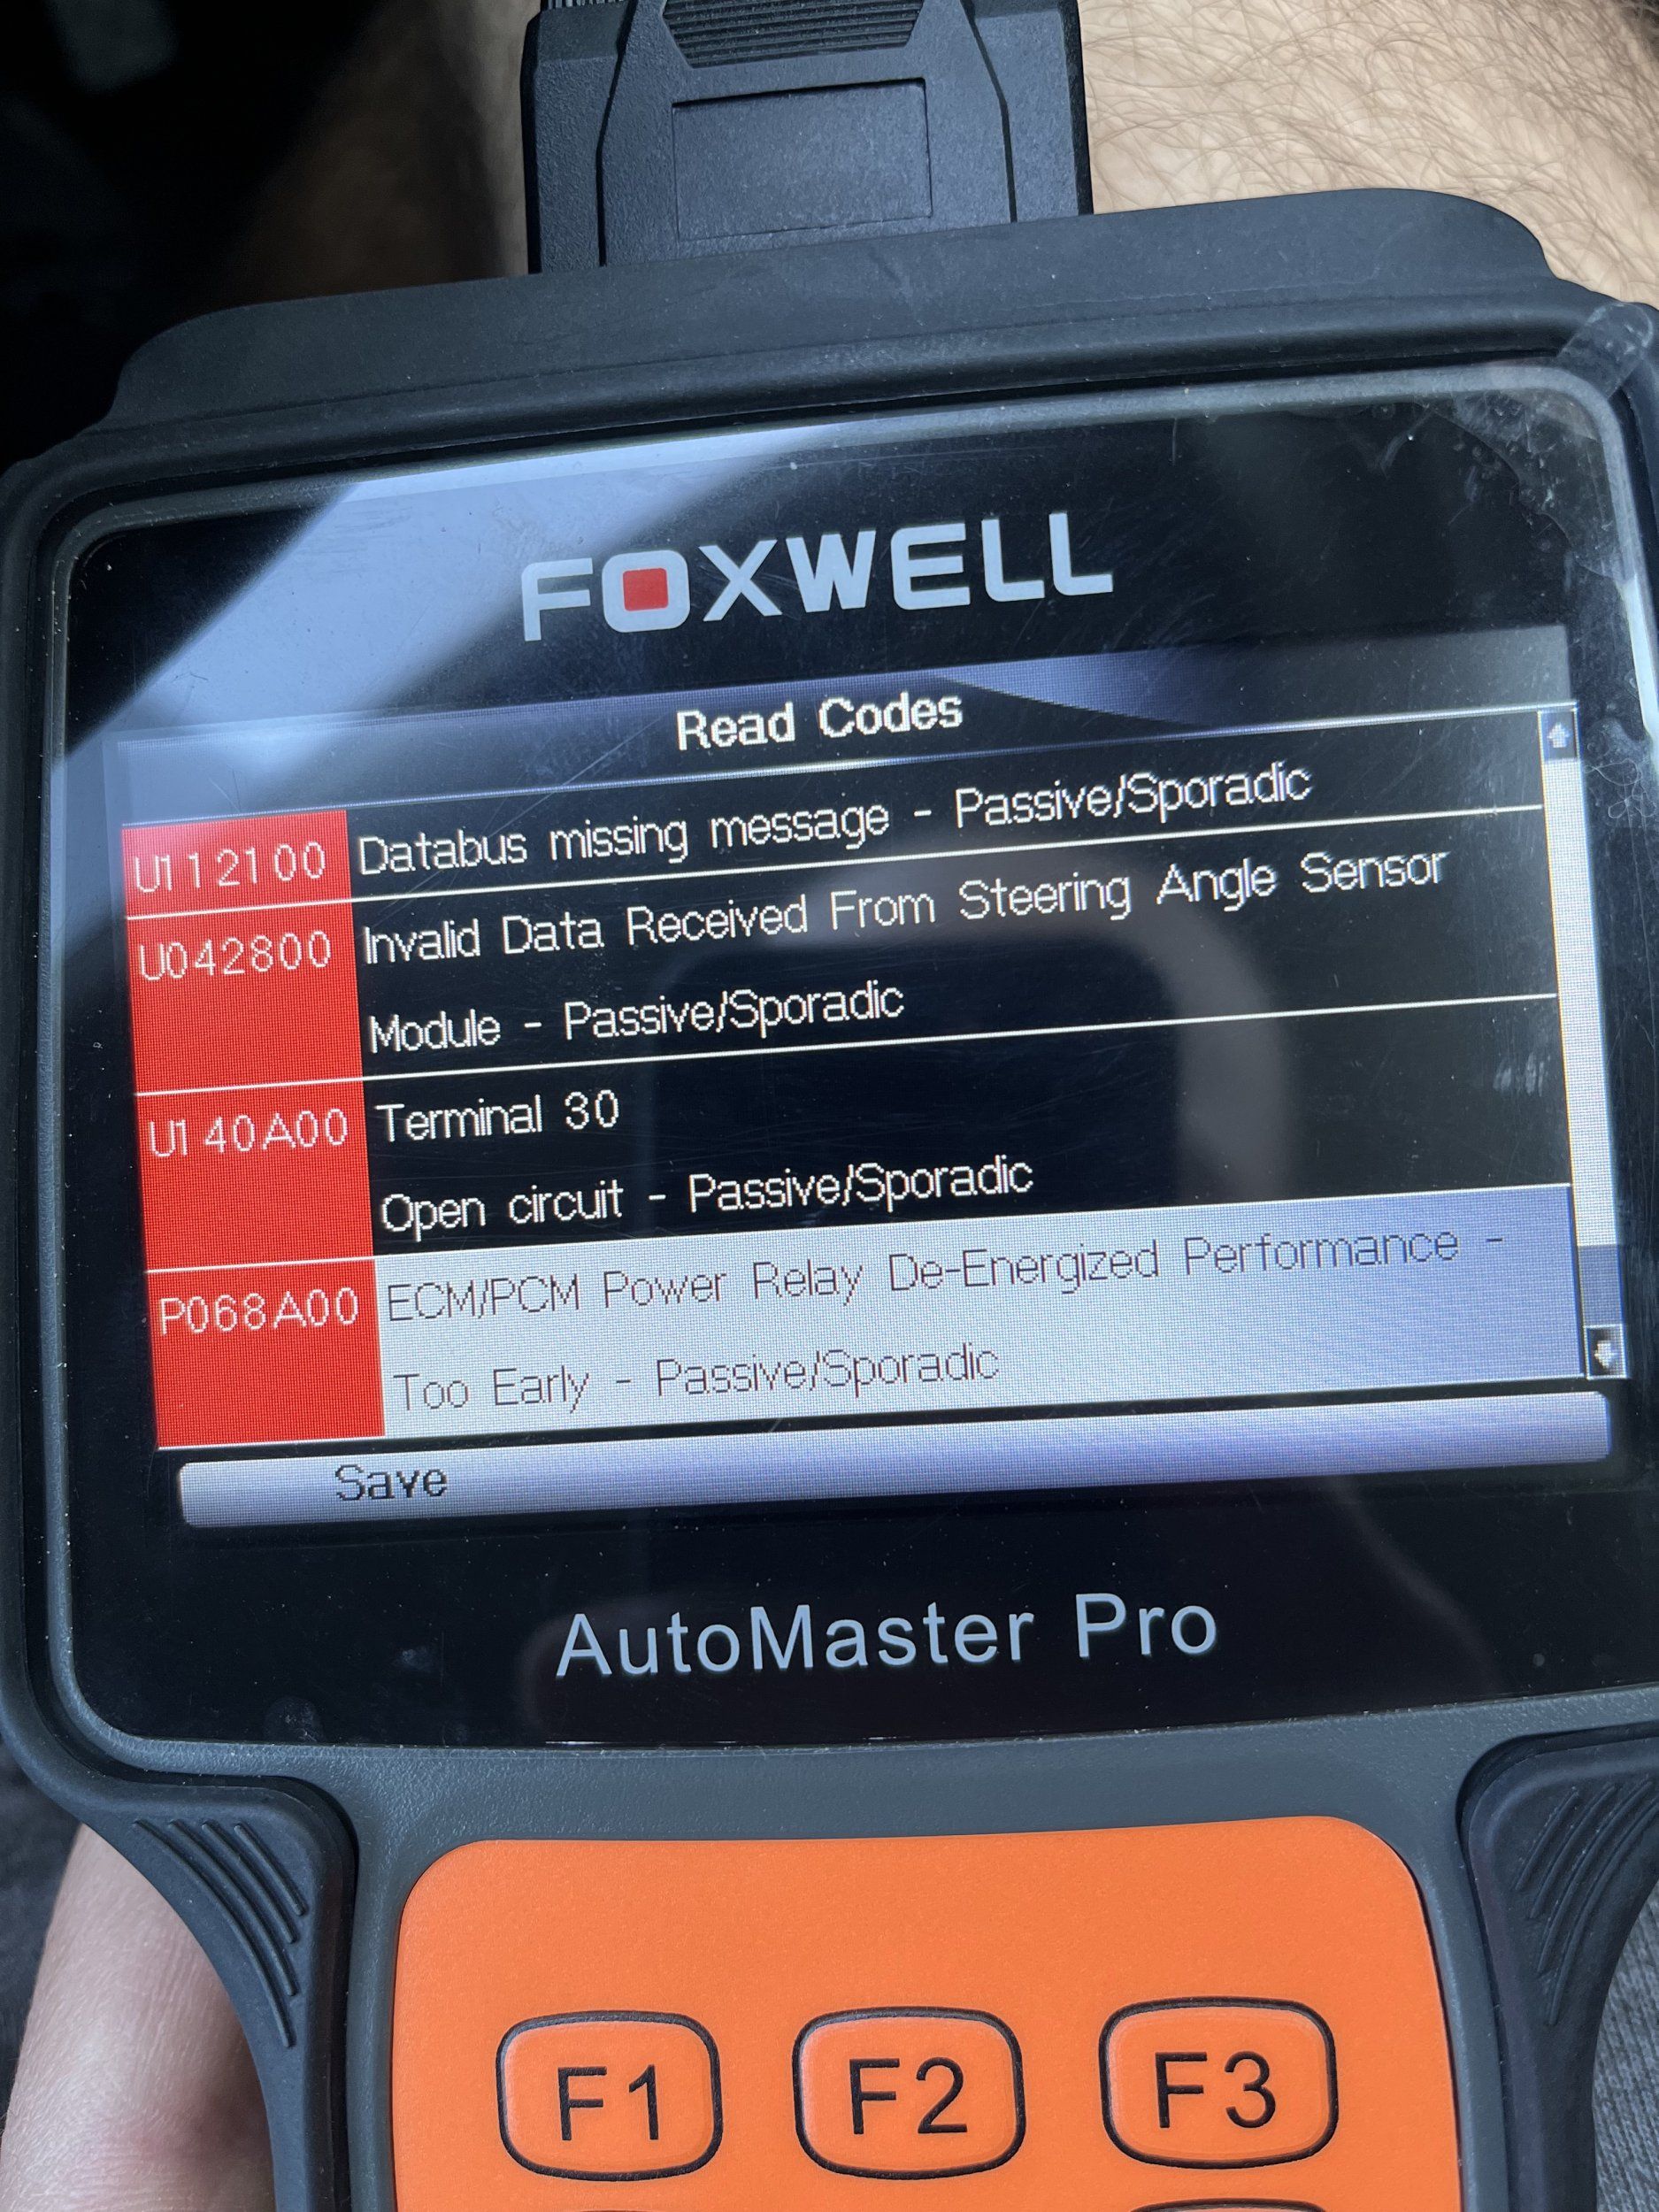 FOXWELL
Read Codes
U112100 Databus missing message - Passive/Sporadic
U042800 Invalid Data Received From Steering Angle Sensor
Module - Passive/Sporadic
U140A00 Terminal 30
Open circuit - Passive/Sporadic
P068A00 ECM/PCM Power Relay De-Energized Performance -
Too Early - Passive/Sporadic
Save
AutoMaster Pro
F1 F2 F3